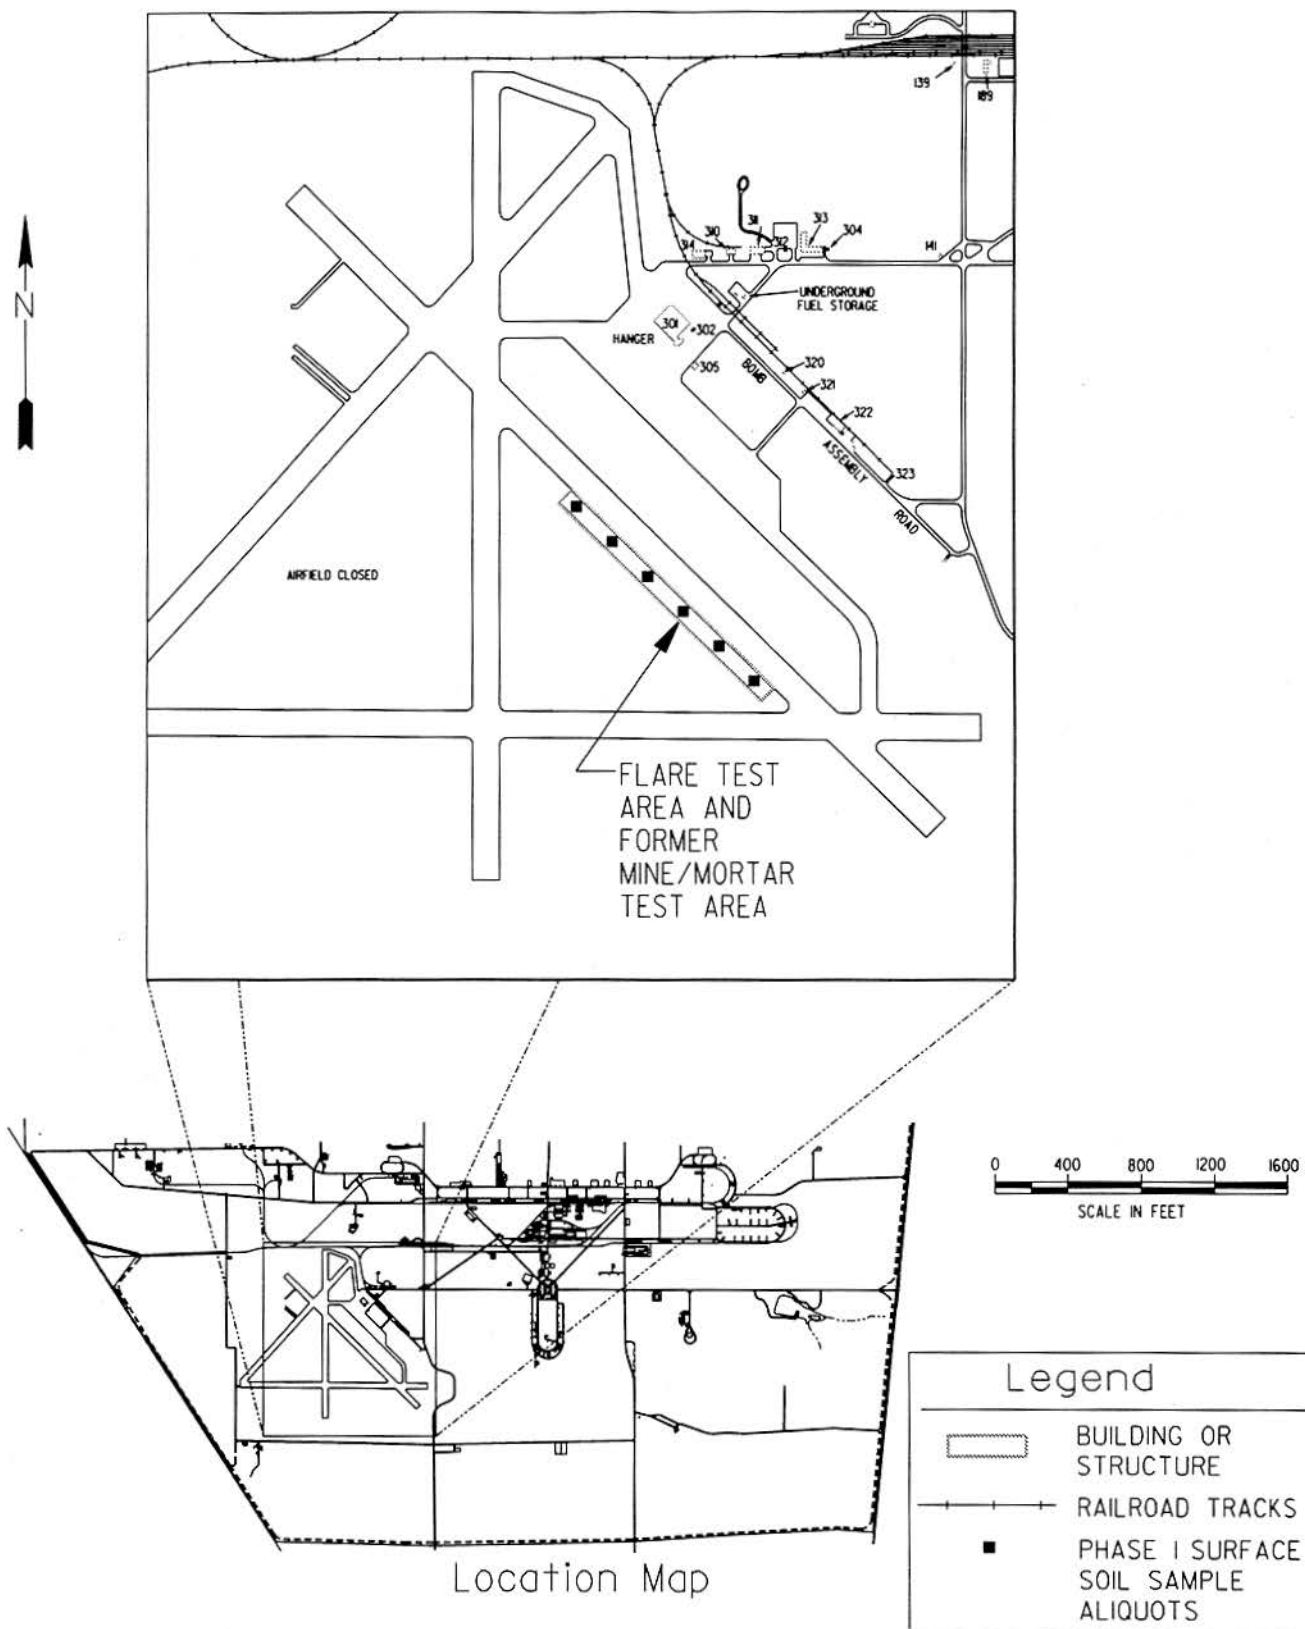 139
189
N
310
311
313
314
312
304
141
UNDERGROUND
FUEL STORAGE
301
302
HANGER
305
BOMB
320
321
322
ASSEMBLY
323
ROAD
AIRFIELD CLOSED
FLARE TEST
AREA AND
FORMER
MINE/MORTAR
TEST AREA
0 400 800 1200 1600
SCALE IN FEET
Legend
BUILDING OR
STRUCTURE
RAILROAD TRACKS
PHASE I SURFACE
SOIL SAMPLE
ALIQUOTS
Location Map